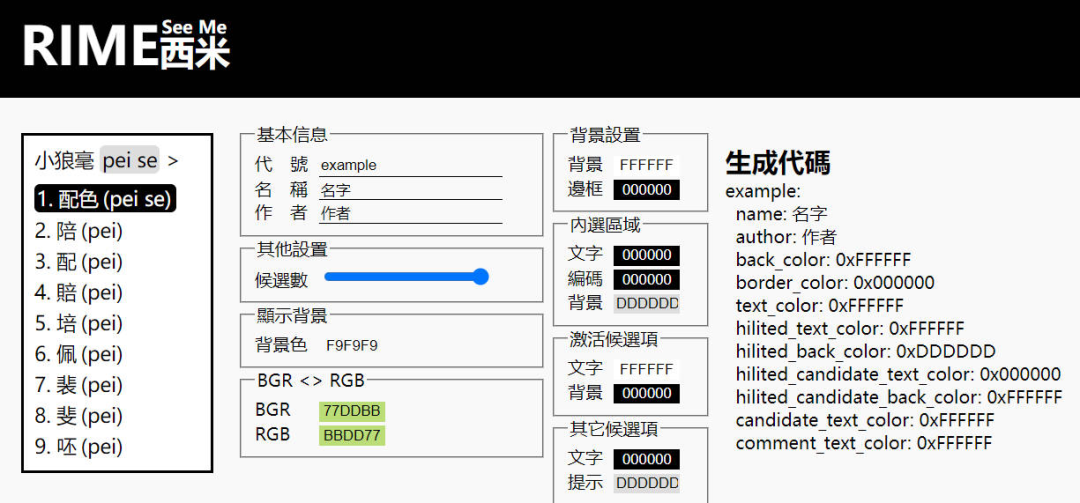 RIME西米
See Me
小狼毫 pei se >
1. 配色 (pei se)
2. 陪 (pei)
3. 配 (pei)
4. 賠 (pei)
5. 培 (pei)
6. 佩 (pei)
7. 裴 (pei)
8. 斐 (pei)
9. 呸 (pei)
基本信息
代 號 example
名 稱 名字
作 者 作者
其他設置
候選數
顯示背景
背景色 F9F9F9
BGR <> RGB
BGR 77DDBB
RGB BBDD77
背景設置
背景 FFFFFF
邊框 000000
内選區域
文字 000000
編碼 000000
背景 DDDDDD
激活候選項
文字 FFFFFF
背景 000000
其它候選項
文字 000000
提示 DDDDDD
生成代碼
example:
name: 名字
author: 作者
back_color: 0xFFFFFF
border_color: 0x000000
text_color: 0xFFFFFF
hilited_text_color: 0xFFFFFF
hilited_back_color: 0xDDDDDD
hilited_candidate_text_color: 0x000000
hilited_candidate_back_color: 0xFFFFFF
candidate_text_color: 0xFFFFFF
comment_text_color: 0xFFFFFF